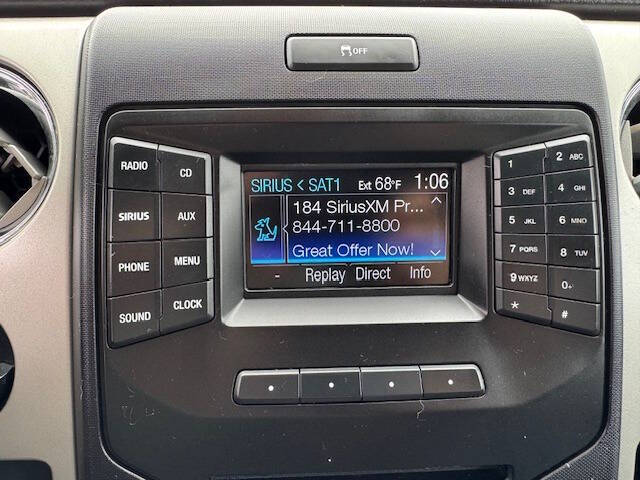 OFF
RADIO
CD
SIRIUS
AUX
PHONE
MENU
SOUND
CLOCK
SIRIUS < SAT1 Ext 68°F 1:06
184 SiriusXM Pr...
844-711-8800
Great Offer Now!
- Replay Direct Info
1
2 ABC
3 DEF
4 GHI
5 JKL
6 MNO
7 PQRS
8 TUV
9 WXYZ
0+
*
#